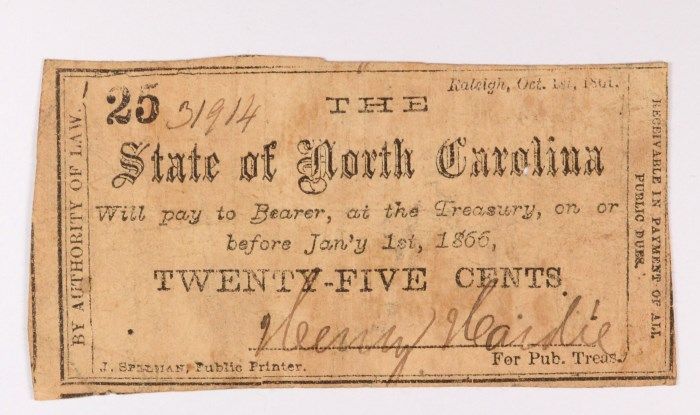 Raleigh, Oct. 1st, 1861.
25
31914
THE
State of North Carolina
Will pay to Bearer, at the Treasury, on or
before Jan'y 1st, 1866,
TWENTY-FIVE CENTS
Henry Hardie
For Pub. Treas.
J. SPELMAN, Public Printer.
BY AUTHORITY OF LAW.
RECEIVABLE IN PAYMENT OF ALL
PUBLIC DUES.